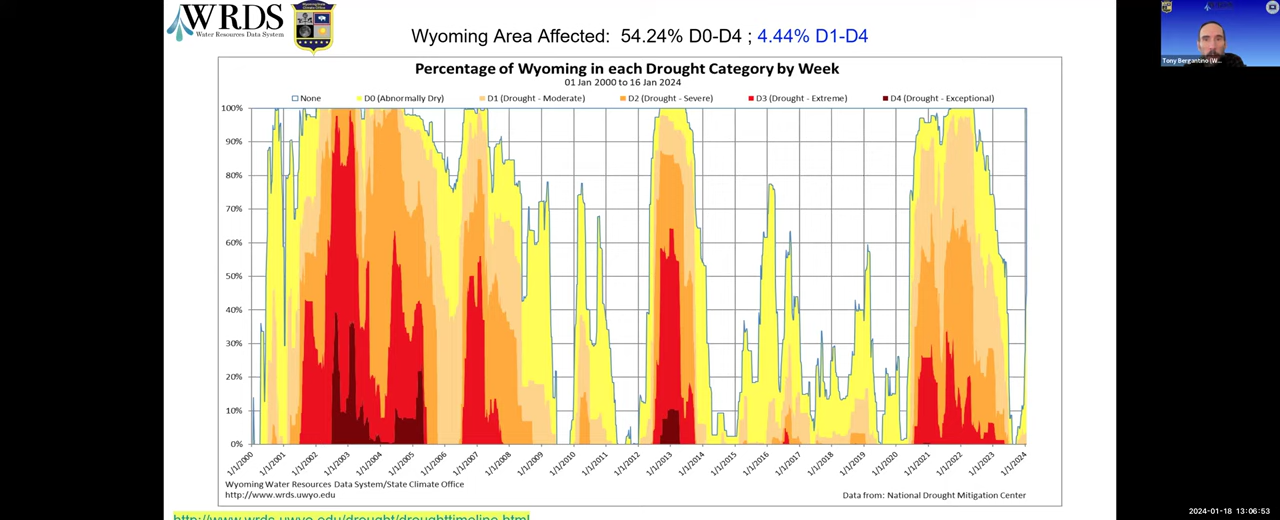 WRDS
Water Resources Data System
Wyoming Area Affected: 54.24% D0-D4 ; 4.44% D1-D4
Tony Bergantino (W...
Percentage of Wyoming in each Drought Category by Week
01 Jan 2000 to 16 Jan 2024
None D0 (Abnormally Dry) D1 (Drought - Moderate) D2 (Drought - Severe) D3 (Drought - Extreme) D4 (Drought - Exceptional)
100%
90%
80%
70%
60%
50%
40%
30%
20%
10%
0%
1/1/2000 1/1/2001 1/1/2002 1/1/2003 1/1/2004 1/1/2005 1/1/2006 1/1/2007 1/1/2008 1/1/2009 1/1/2010 1/1/2011 1/1/2012 1/1/2013 1/1/2014 1/1/2015 1/1/2016 1/1/2017 1/1/2018 1/1/2019 1/1/2020 1/1/2021 1/1/2022 1/1/2023 1/1/2024
Wyoming Water Resources Data System/State Climate Office
http://www.wrds.uwyo.edu
Data from: National Drought Mitigation Center
http://www.wrds.uwyo.edu/drought/droughttimeline.html
2024-01-18 13:06:53